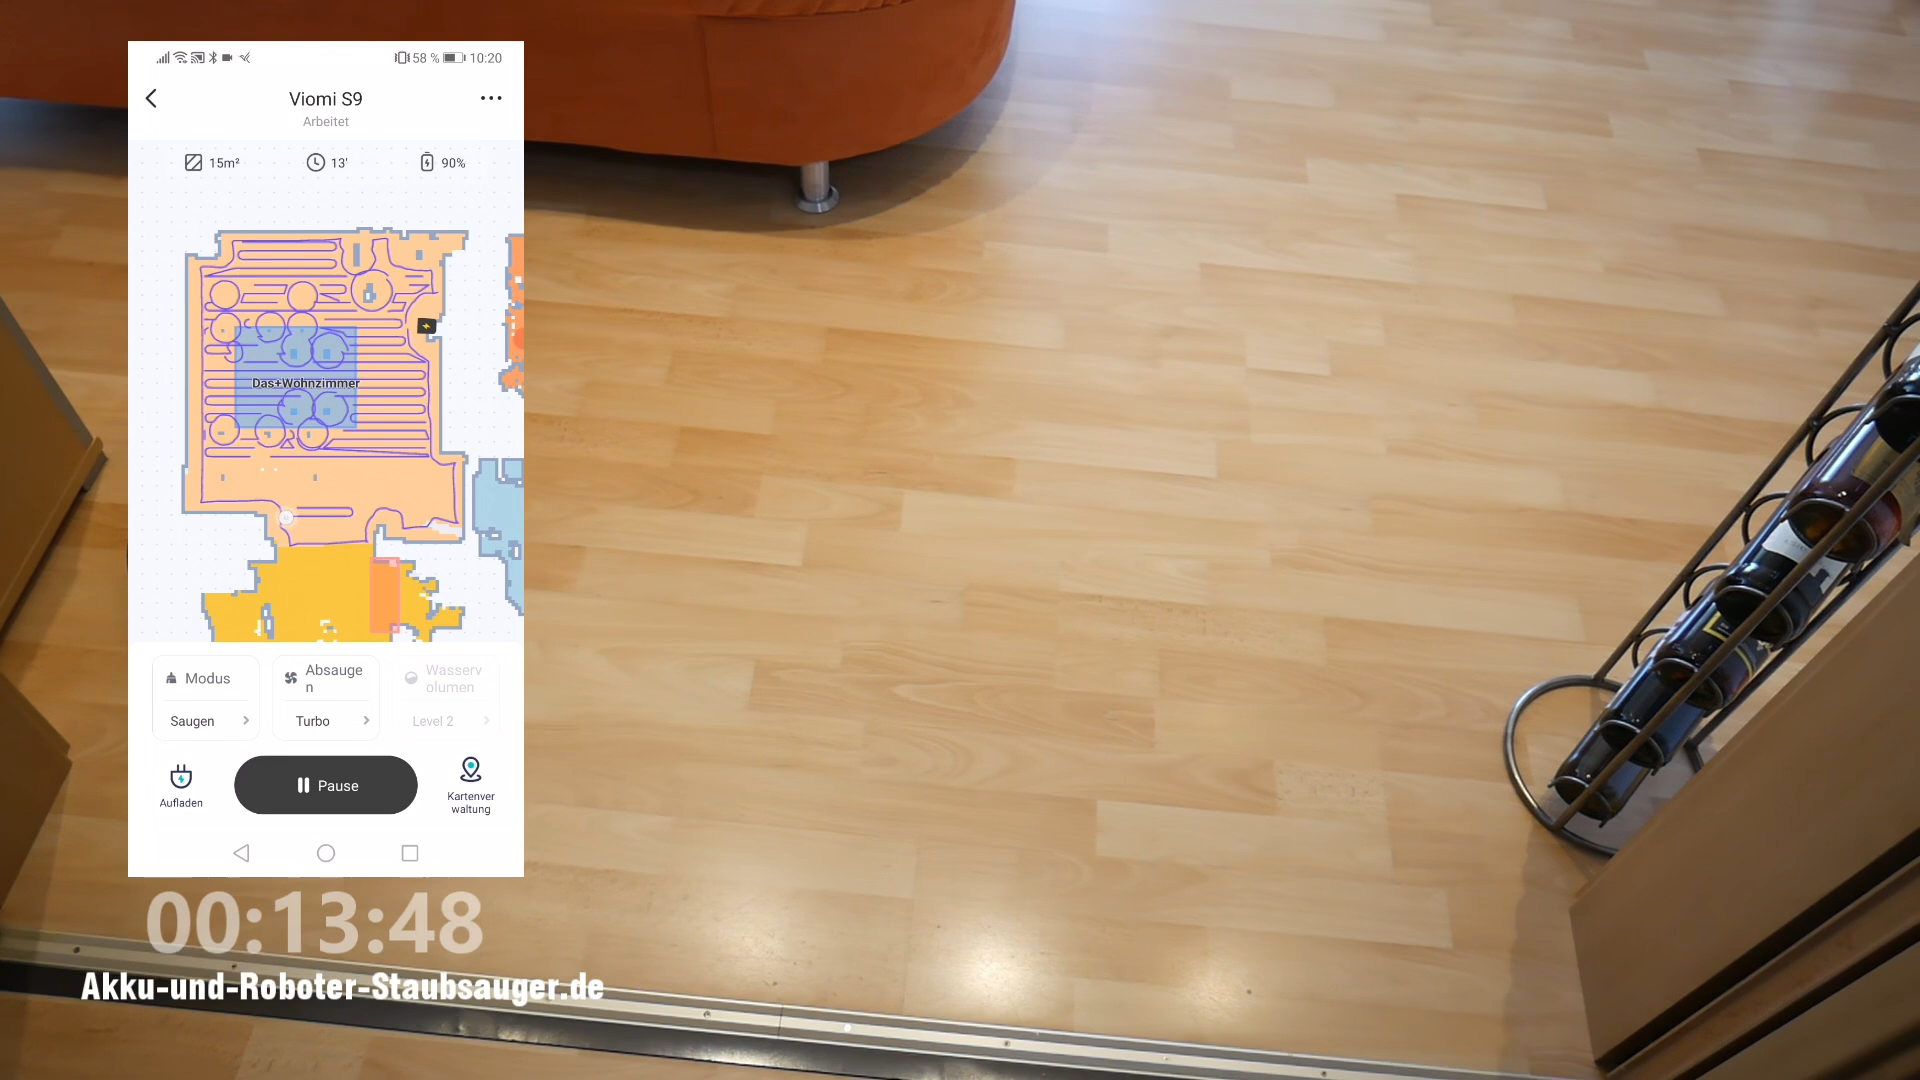 58 % 10:20
Viomi S9
Arbeitet
15m² 13' 90%
Das+Wohnzimmer
Modus
Absauge
n
Wasserv
olumen
Saugen
Turbo
Level 2
Pause
Aufladen
Kartenver
waltung
00:13:48
Akku-und-Roboter-Staubsauger.de